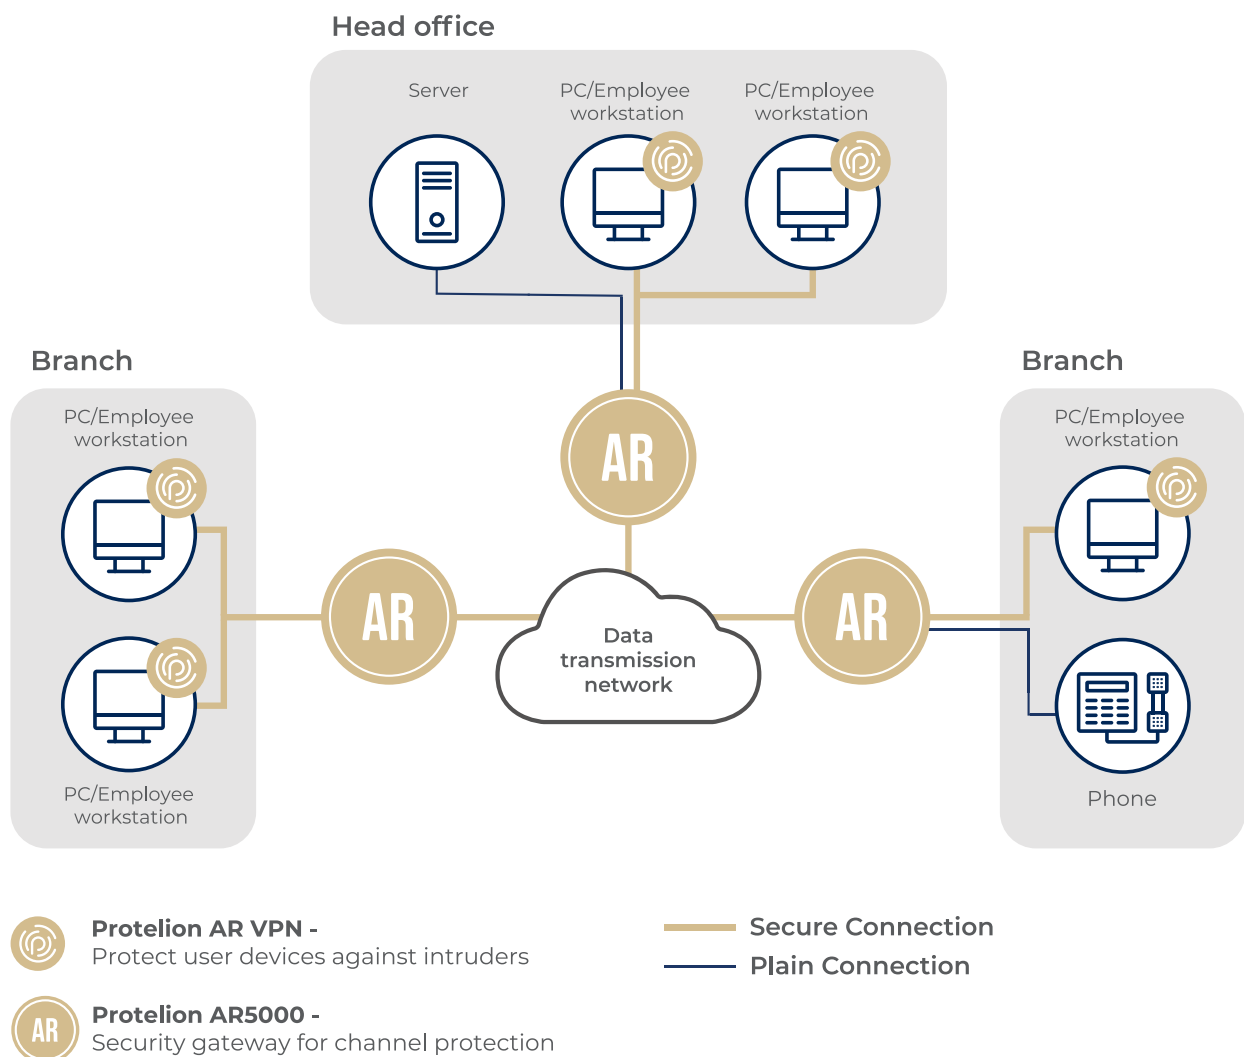 Head office
Server
PC/Employee
workstation
PC/Employee
workstation
Branch
PC/Employee
workstation
PC/Employee
workstation
Branch
PC/Employee
workstation
Phone
AR
AR
AR
Data
transmission
network
Protelion AR VPN -
Protect user devices against intruders
AR
Protelion AR5000 -
Security gateway for channel protection
Secure Connection
Plain Connection